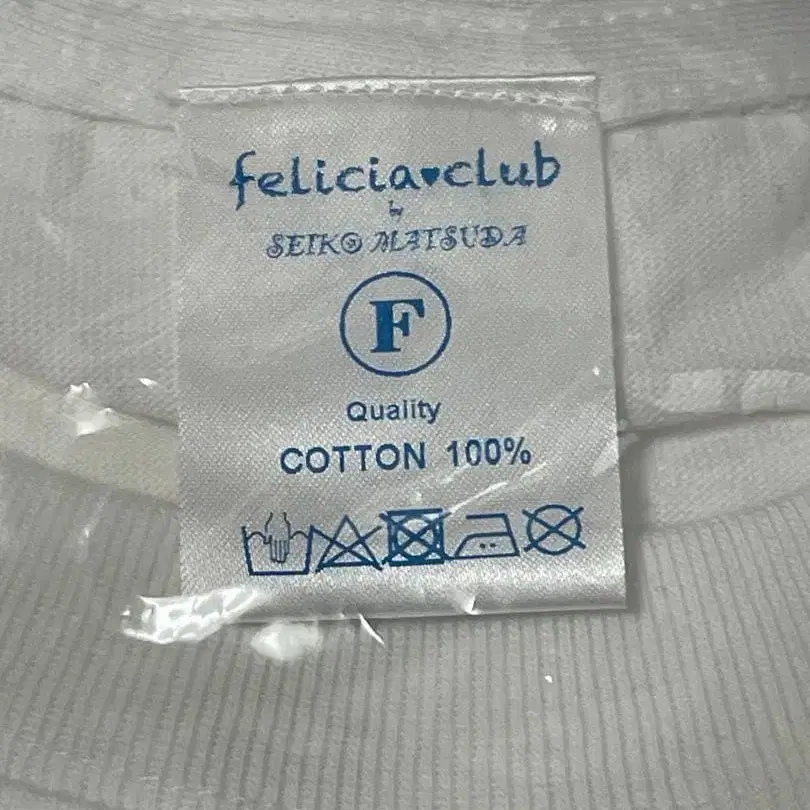 felicia♥club
by
SEIKO MATSUDA
F
Quality
COTTON 100%